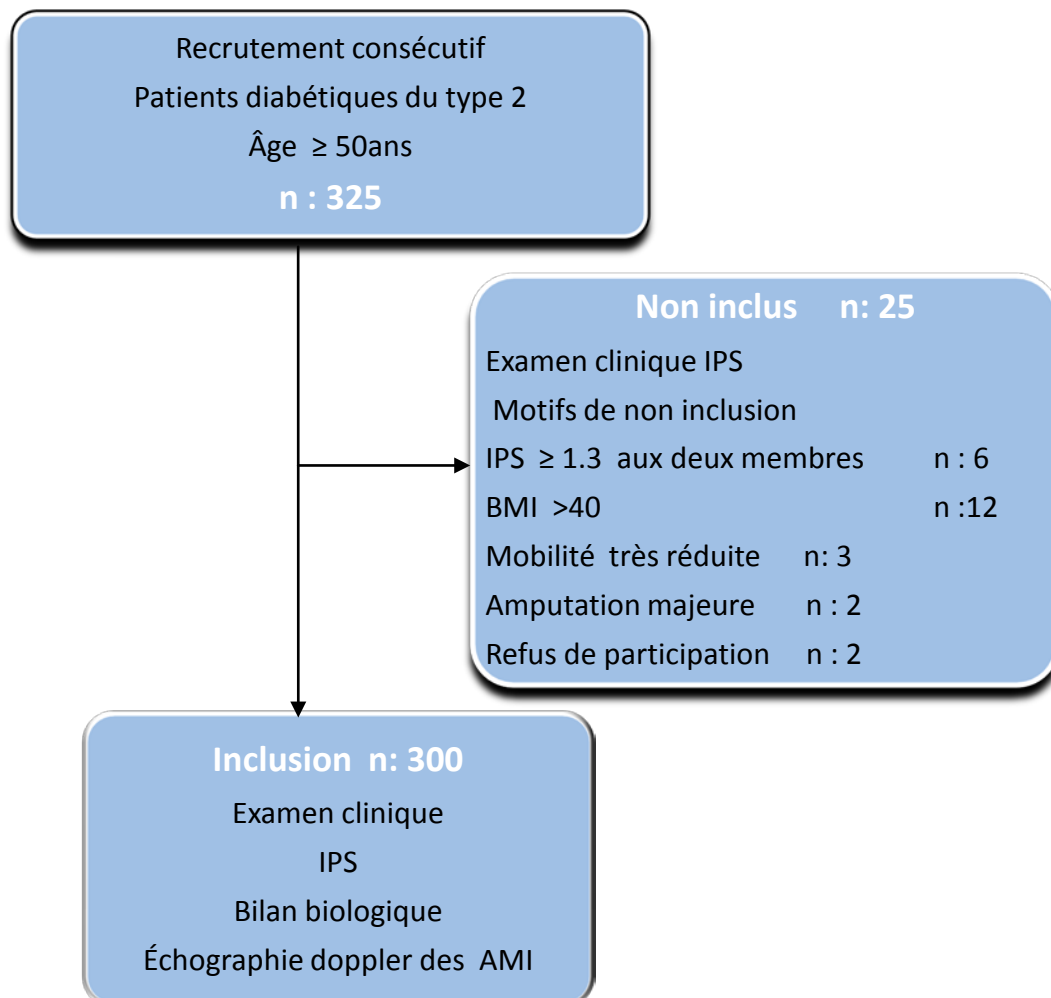 Recrutement consécutif
Patients diabétiques du type 2
Âge ≥ 50ans
n : 325
Non inclus n: 25
Examen clinique IPS
Motifs de non inclusion
IPS ≥ 1.3 aux deux membres n : 6
BMI >40 n :12
Mobilité très réduite n: 3
Amputation majeure n : 2
Refus de participation n : 2
Inclusion n: 300
Examen clinique
IPS
Bilan biologique
Échographie doppler des AMI